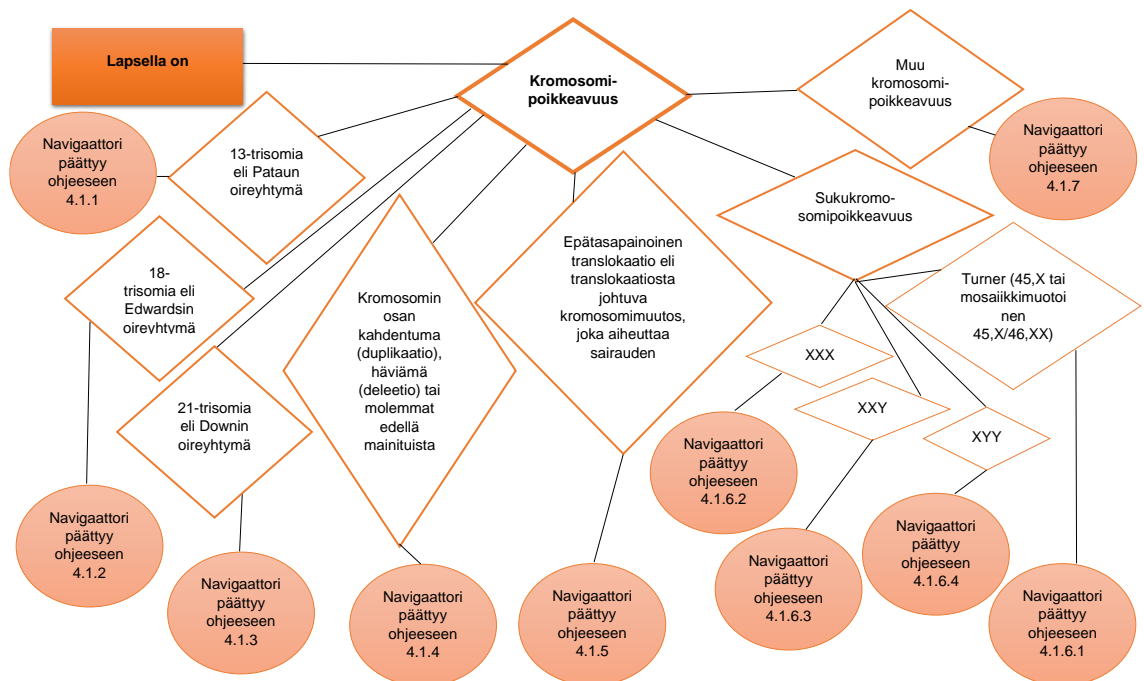 Lapsella on
Kromosomi-
poikkeavuus
Muu
kromosomi-
poikkeavuus
Navigaattori
päättyy
ohjeeseen
4.1.1
13-trisomia
eli Pataun
oireyhtymä
Navigaattori
päättyy
ohjeeseen
4.1.7
Sukukromo-
somipoikkeavuus
18-
trisomia eli
Edwardsin
oireyhtymä
Kromosomin
osan
kahdentuma
(duplikaatio),
häviämä
(deleetio) tai
molemmat
edellä
mainituista
Epätasapainoinen
translokaatio eli
translokaatiosta
johtuva
kromosomimuutos,
joka aiheuttaa
sairauden
Turner (45,X tai
mosaiikkimuotoi
nen
45,X/46,XX)
XXX
XXY
XYY
21-trisomia
eli Downin
oireyhtymä
Navigaattori
päättyy
ohjeeseen
4.1.6.2
Navigaattori
päättyy
ohjeeseen
4.1.2
Navigaattori
päättyy
ohjeeseen
4.1.3
Navigaattori
päättyy
ohjeeseen
4.1.4
Navigaattori
päättyy
ohjeeseen
4.1.5
Navigaattori
päättyy
ohjeeseen
4.1.6.3
Navigaattori
päättyy
ohjeeseen
4.1.6.4
Navigaattori
päättyy
ohjeeseen
4.1.6.1